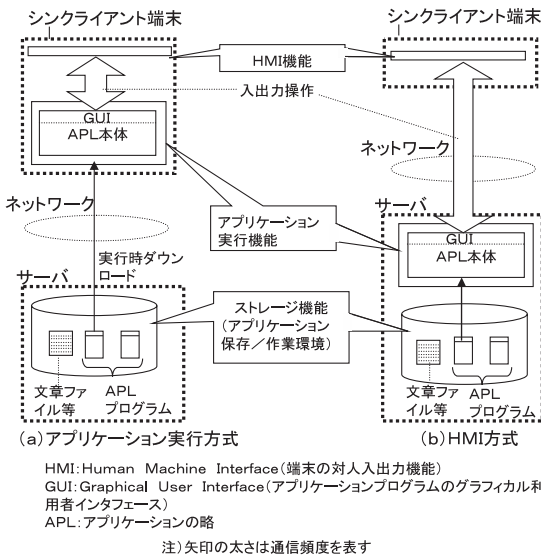 シンクライアント端末
シンクライアント端末
HMI機能
入出力操作
GUI
APL本体
ネットワーク
ネットワーク
サーバ
アプリケーション
実行機能
GUI
APL本体
実行時ダウン
ロード
サーバ
ストレージ機能
(アプリケーション
保存/作業環境)
文章ファ
イル等
APL
プログラム
文章ファ
イル等
APL
プログラム
(a)アプリケーション実行方式
(b)HMI方式
HMI:Human Machine Interface(端末の対人入出力機能)
GUI:Graphical User Interface(アプリケーションプログラムのグラフィカル利
用者インタフェース)
APL:アプリケーションの略
注)矢印の太さは通信頻度を表す